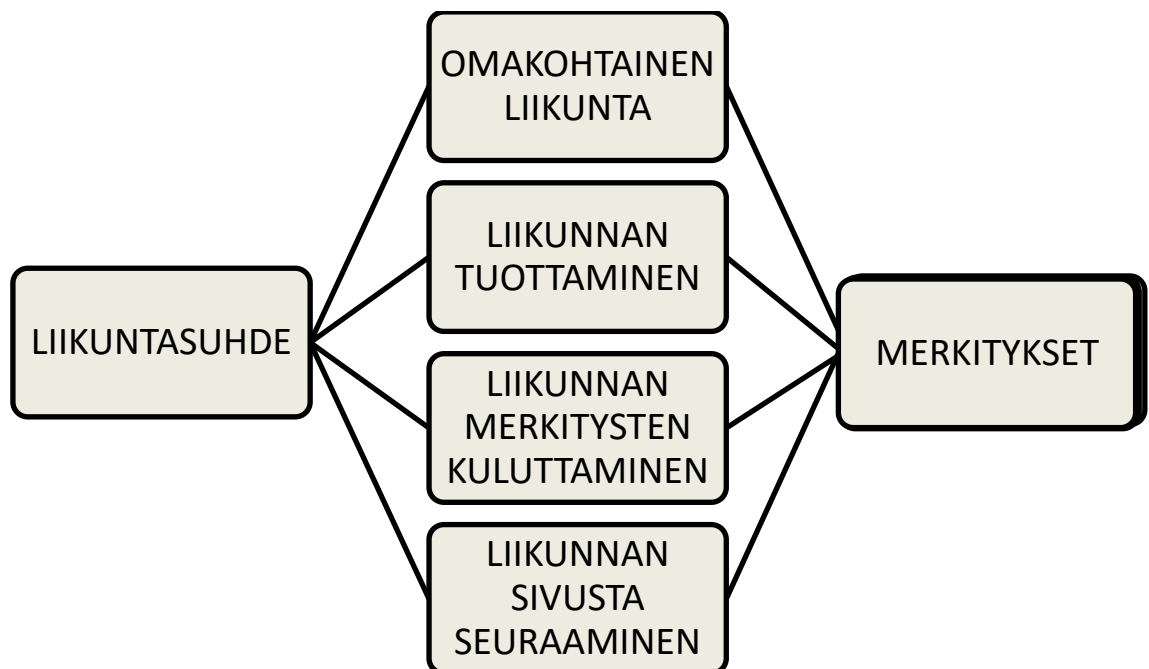 LIIKUNTASUHDE
OMAKOHTAINEN
LIIKUNTA
LIIKUNNAN
TUOTTAMINEN
LIIKUNNAN
MERKITYSTEN
KULUTTAMINEN
LIIKUNNAN
SIVUSTA
SEURAAMINEN
MERKITYKSET